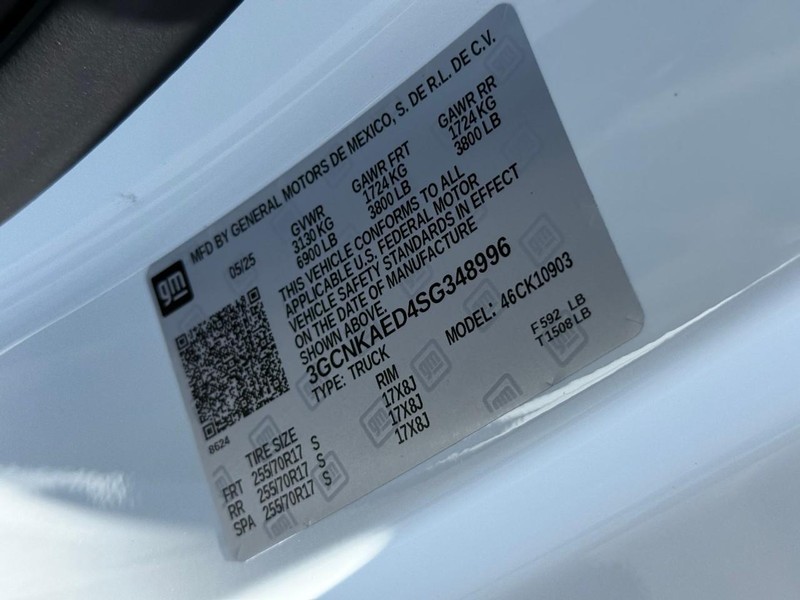 MFD BY GENERAL MOTORS DE MEXICO, S. DE R.L. DE C.V.
gm
05/25
GVWR
3130 KG
6900 LB
GAWR FRT
1724 KG
3800 LB
GAWR RR
1724 KG
3800 LB
THIS VEHICLE CONFORMS TO ALL
APPLICABLE U.S. FEDERAL MOTOR
VEHICLE SAFETY STANDARDS IN EFFECT
ON THE DATE OF MANUFACTURE
SHOWN ABOVE.
3GCNKAED4SG348996
TYPE: TRUCK
MODEL: 46CK10903
F 592 LB
T 1508 LB
8624
TIRE SIZE RIM
FRT 255/70R17 S 17X8J
RR 255/70R17 S 17X8J
SPA 255/70R17 S 17X8J